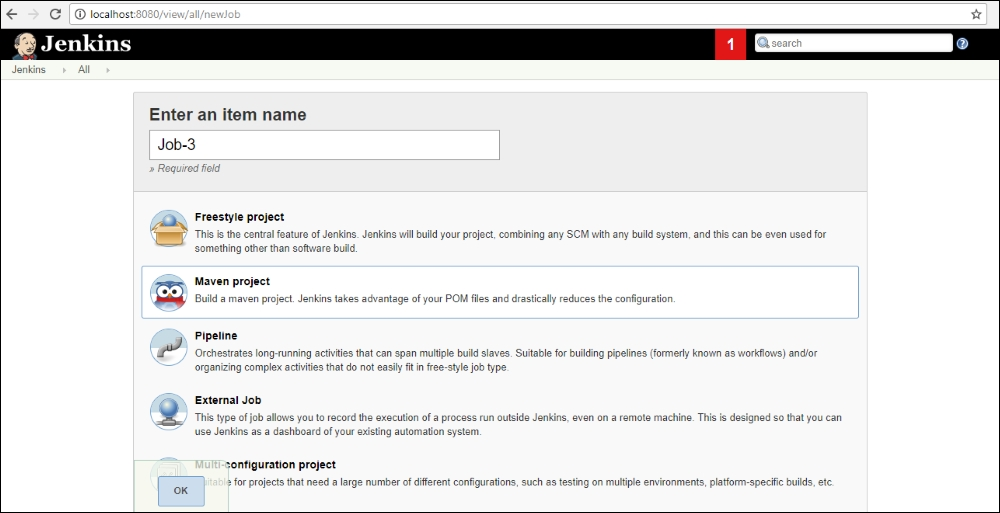 localhost:8080/view/all/newJob
Jenkins
1
search
Jenkins
All
Enter an item name
Job-3
» Required field
Freestyle project
This is the central feature of Jenkins. Jenkins will build your project, combining any SCM with any build system, and this can be even used for
something other than software build.
Maven project
Build a maven project. Jenkins takes advantage of your POM files and drastically reduces the configuration.
Pipeline
Orchestrates long-running activities that can span multiple build slaves. Suitable for building pipelines (formerly known as workflows) and/or
organizing complex activities that do not easily fit in free-style job type.
External Job
This type of job allows you to record the execution of a process run outside Jenkins, even on a remote machine. This is designed so that you can
use Jenkins as a dashboard of your existing automation system.
Multi-configuration project
Suitable for projects that need a large number of different configurations, such as testing on multiple environments, platform-specific builds, etc.
OK